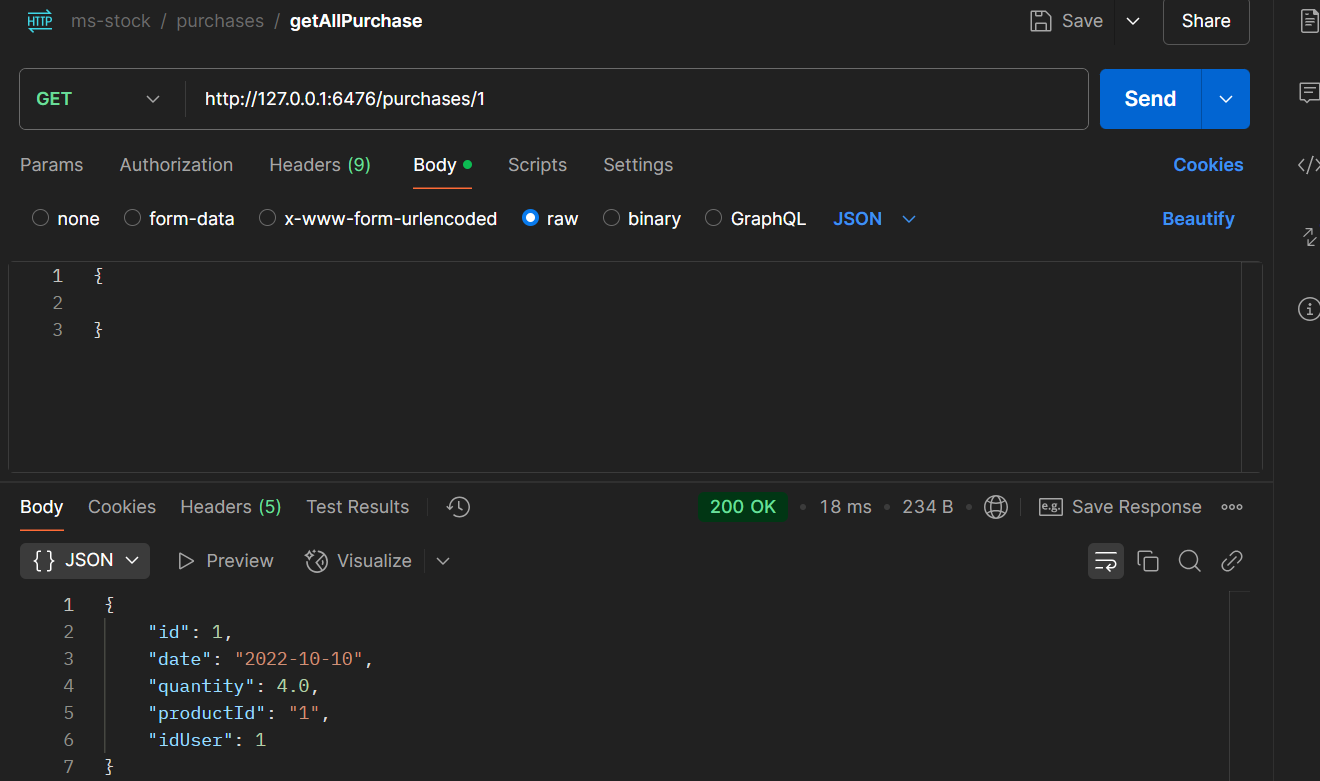 HTTP ms-stock / purchases / getAllPurchase Save Share
GET http://127.0.0.1:6476/purchases/1 Send
Params Authorization Headers (9) Body Scripts Settings Cookies
none form-data x-www-form-urlencoded raw binary GraphQL JSON Beautify
1 {
2
3 }
Body Cookies Headers (5) Test Results 200 OK • 18 ms • 234 B • e.g. Save Response
{ } JSON Preview Visualize
1 {
2 "id": 1,
3 "date": "2022-10-10",
4 "quantity": 4.0,
5 "productId": "1",
6 "idUser": 1
7 }